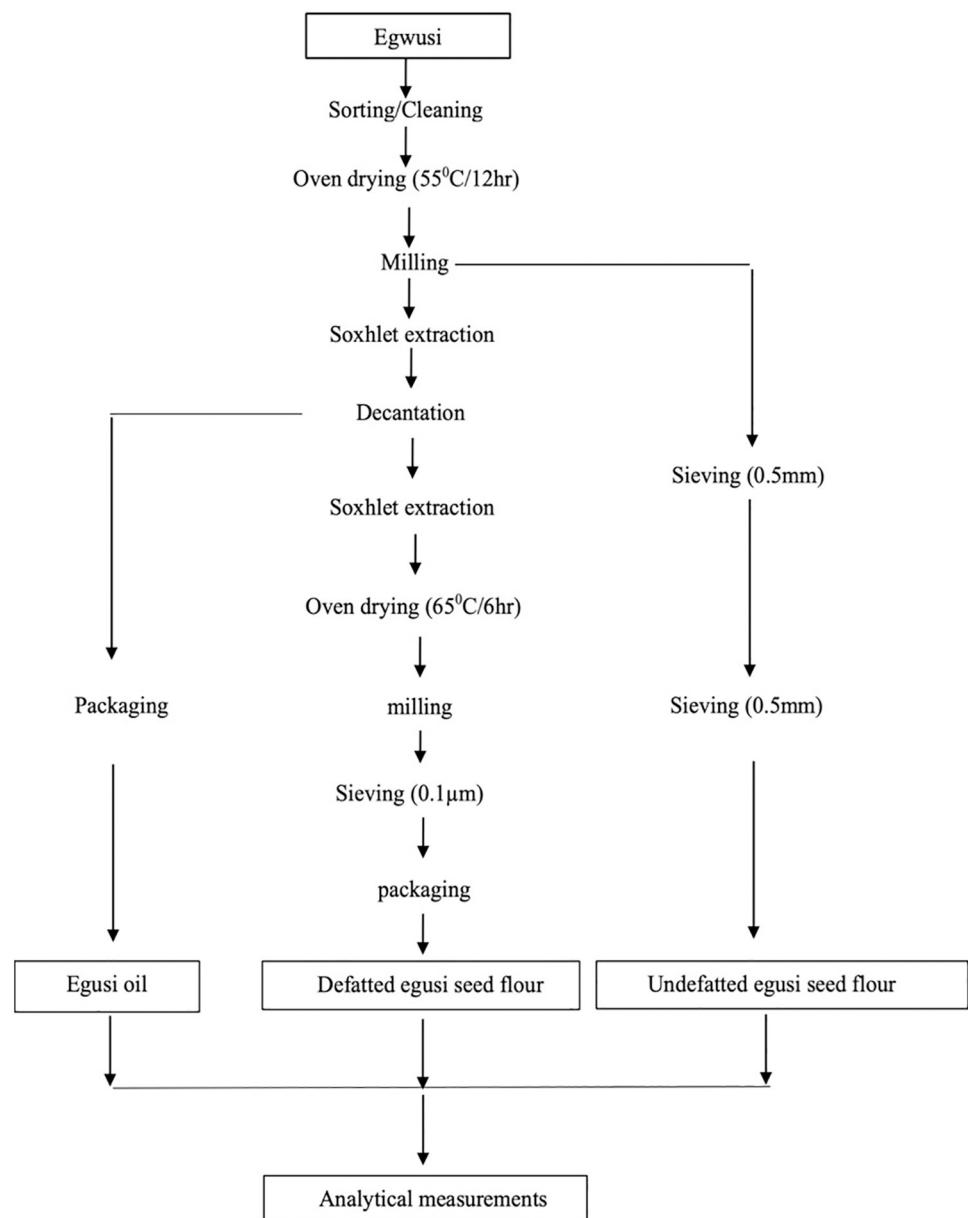 Egwusi
Sorting/Cleaning
Oven drying (55⁰C/12hr)
Milling
Soxhlet extraction
Decantation
Sieving (0.5mm)
Soxhlet extraction
Oven drying (65⁰C/6hr)
Packaging
milling
Sieving (0.5mm)
Sieving (0.1µm)
packaging
Egusi oil
Defatted egusi seed flour
Undefatted egusi seed flour
Analytical measurements